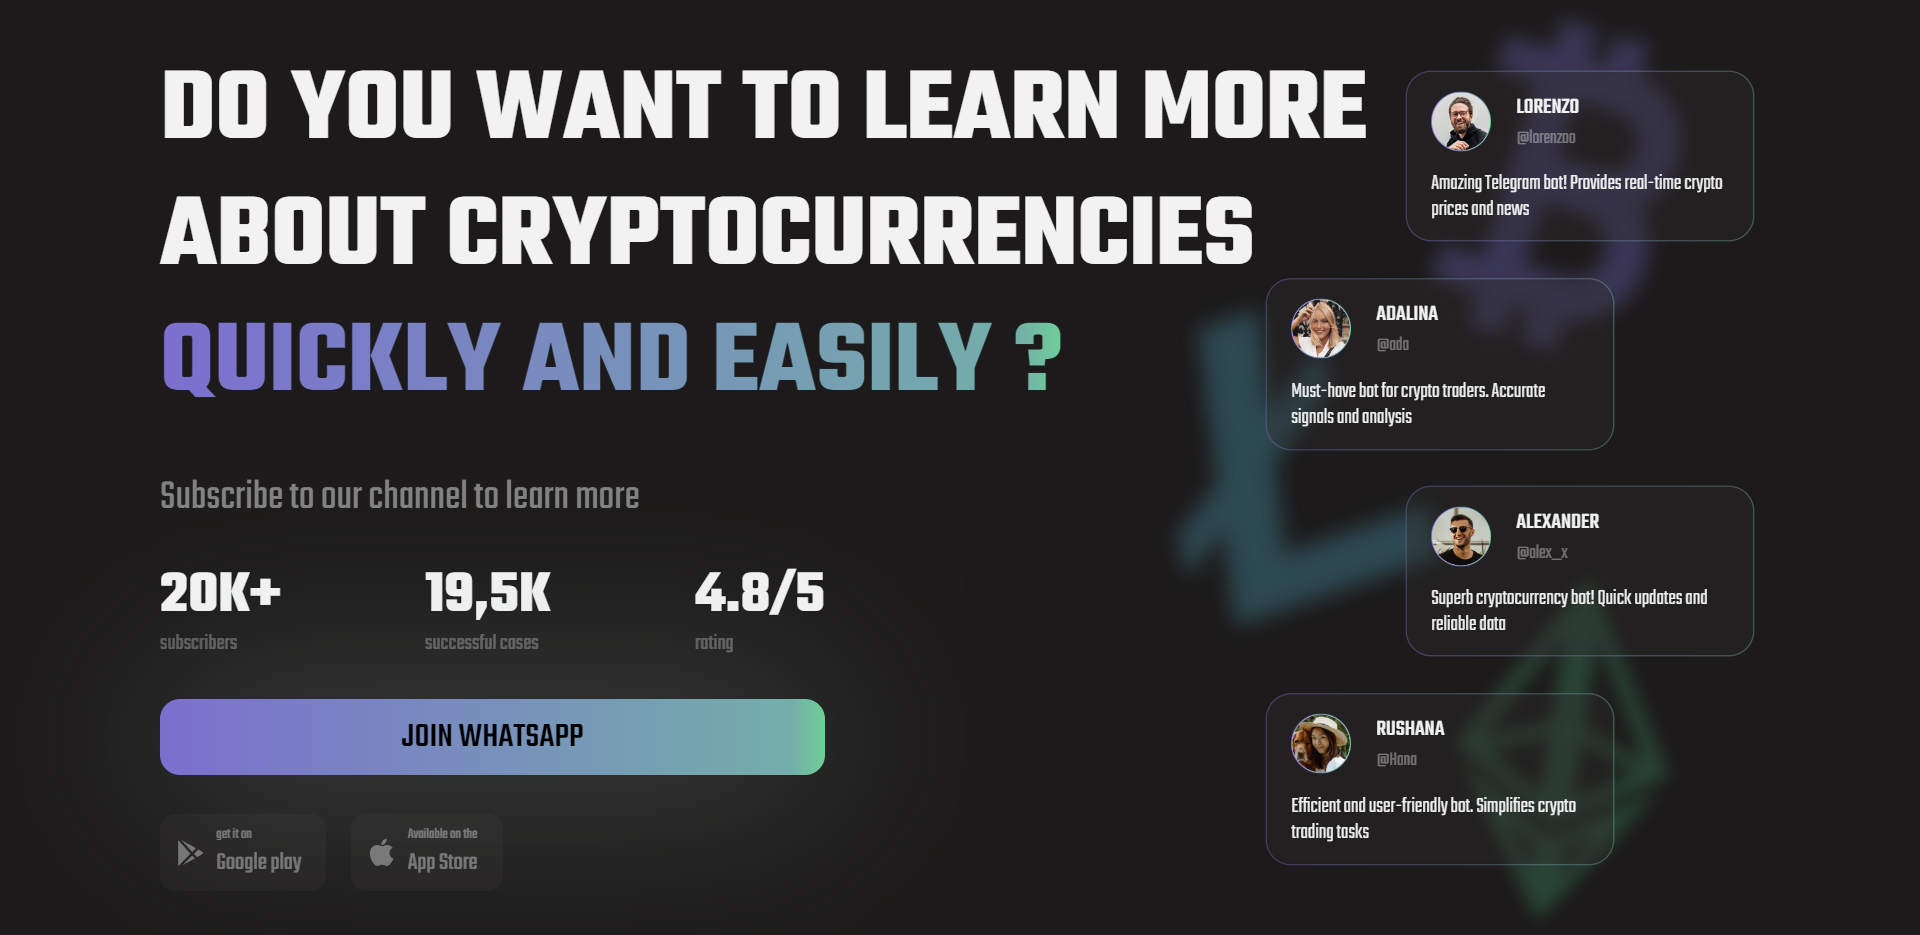 DO YOU WANT TO LEARN MORE
ABOUT CRYPTOCURRENCIES
QUICKLY AND EASILY ?
Subscribe to our channel to learn more
20K+
subscribers
19,5K
successful cases
4.8/5
rating
JOIN WHATSAPP
get it on
Google play
Available on the
App Store
LORENZO
@lorenzoo
Amazing Telegram bot! Provides real-time crypto
prices and news
ADALINA
@ada
Must-have bot for crypto traders. Accurate
signals and analysis
ALEXANDER
@alex_x
Superb cryptocurrency bot! Quick updates and
reliable data
RUSHANA
@Hana
Efficient and user-friendly bot. Simplifies crypto
trading tasks